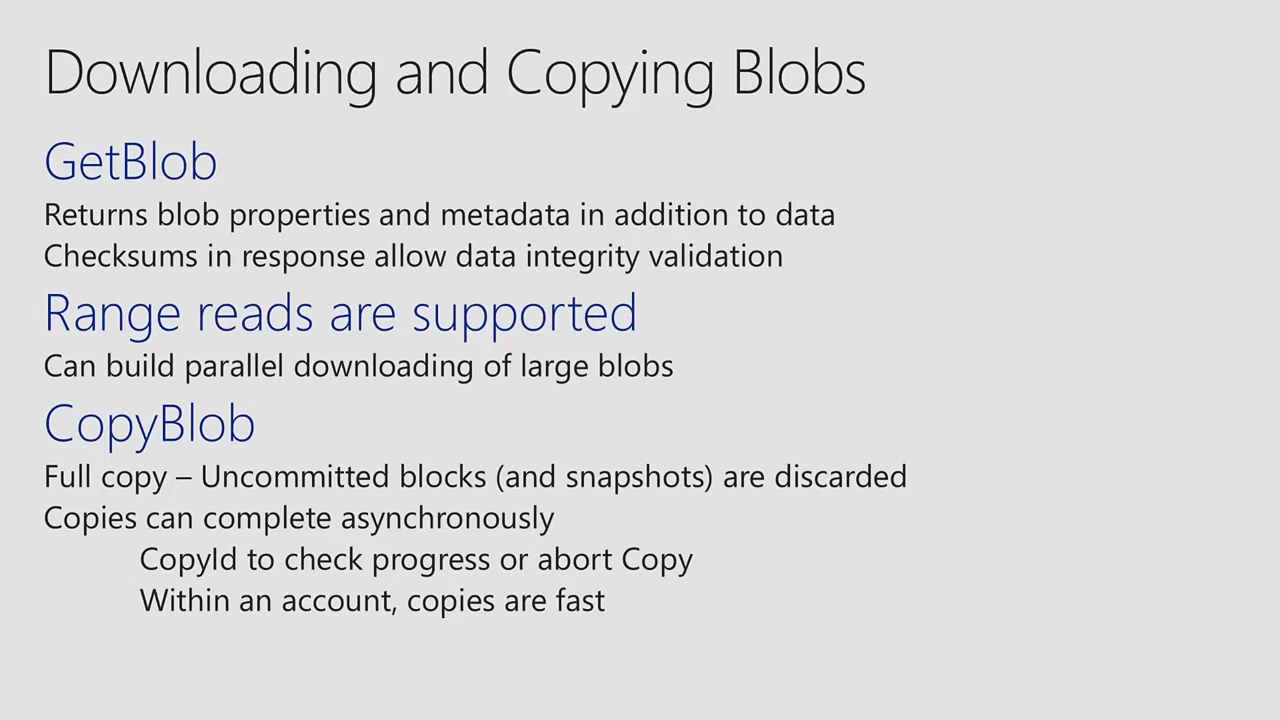 Downloading and Copying Blobs
GetBlob
Returns blob properties and metadata in addition to data
Checksums in response allow data integrity validation
Range reads are supported
Can build parallel downloading of large blobs
CopyBlob
Full copy – Uncommitted blocks (and snapshots) are discarded
Copies can complete asynchronously
CopyId to check progress or abort Copy
Within an account, copies are fast